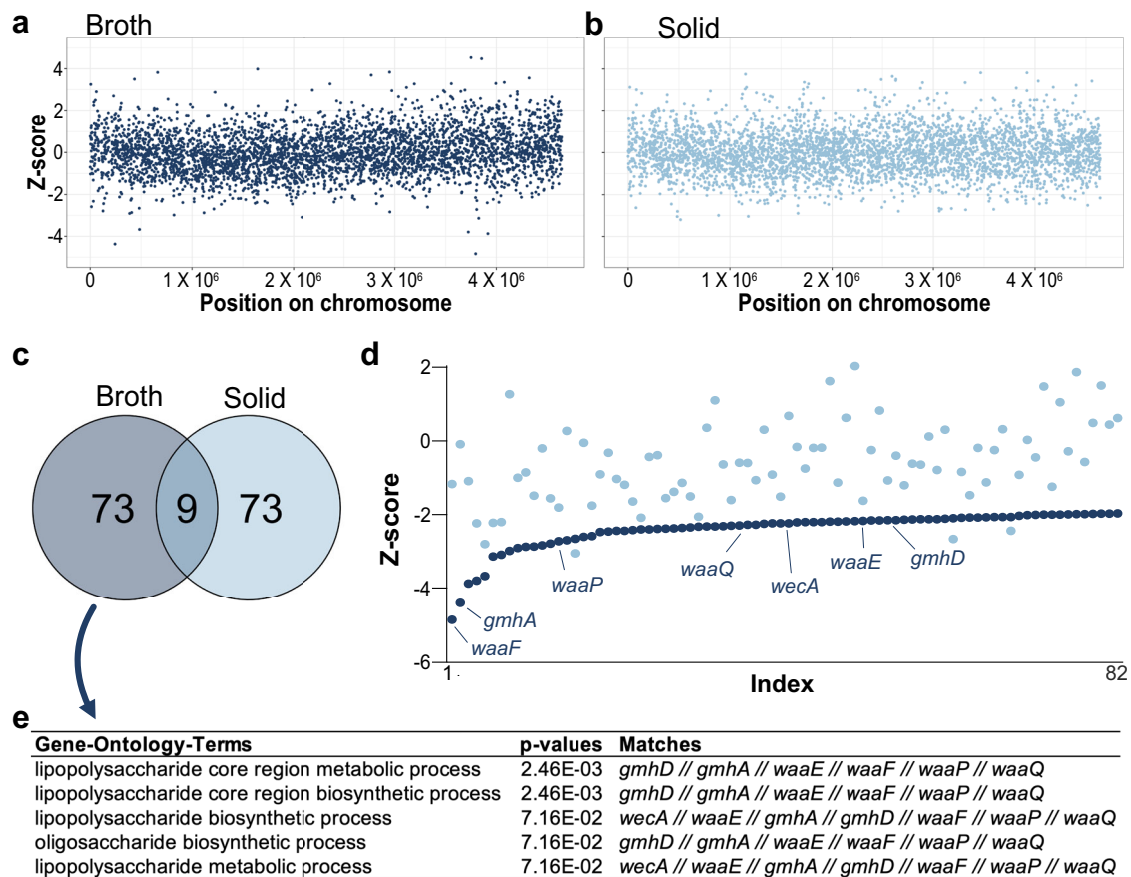 a Broth
b Solid
Z-score
4
2
0
-2
-4
0 1 X 10⁶ 2 X 10⁶ 3 X 10⁶ 4 X 10⁶
Position on chromosome
0 1 X 10⁶ 2 X 10⁶ 3 X 10⁶ 4 X 10⁶
Position on chromosome
c
Broth Solid
73 9 73
d
Z-score
2
0
-2
-4
-6
waaF
gmhA
waaP
waaQ
wecA
waaE
gmhD
1 82
Index
e
Gene-Ontology-Terms p-values Matches
lipopolysaccharide core region metabolic process 2.46E-03 gmhD // gmhA // waaE // waaF // waaP // waaQ
lipopolysaccharide core region biosynthetic process 2.46E-03 gmhD // gmhA // waaE // waaF // waaP // waaQ
lipopolysaccharide biosynthetic process 7.16E-02 wecA // waaE // gmhA // gmhD // waaF // waaP // waaQ
oligosaccharide biosynthetic process 7.16E-02 gmhD // gmhA // waaE // waaF // waaP // waaQ
lipopolysaccharide metabolic process 7.16E-02 wecA // waaE // gmhA // gmhD // waaF // waaP // waaQ